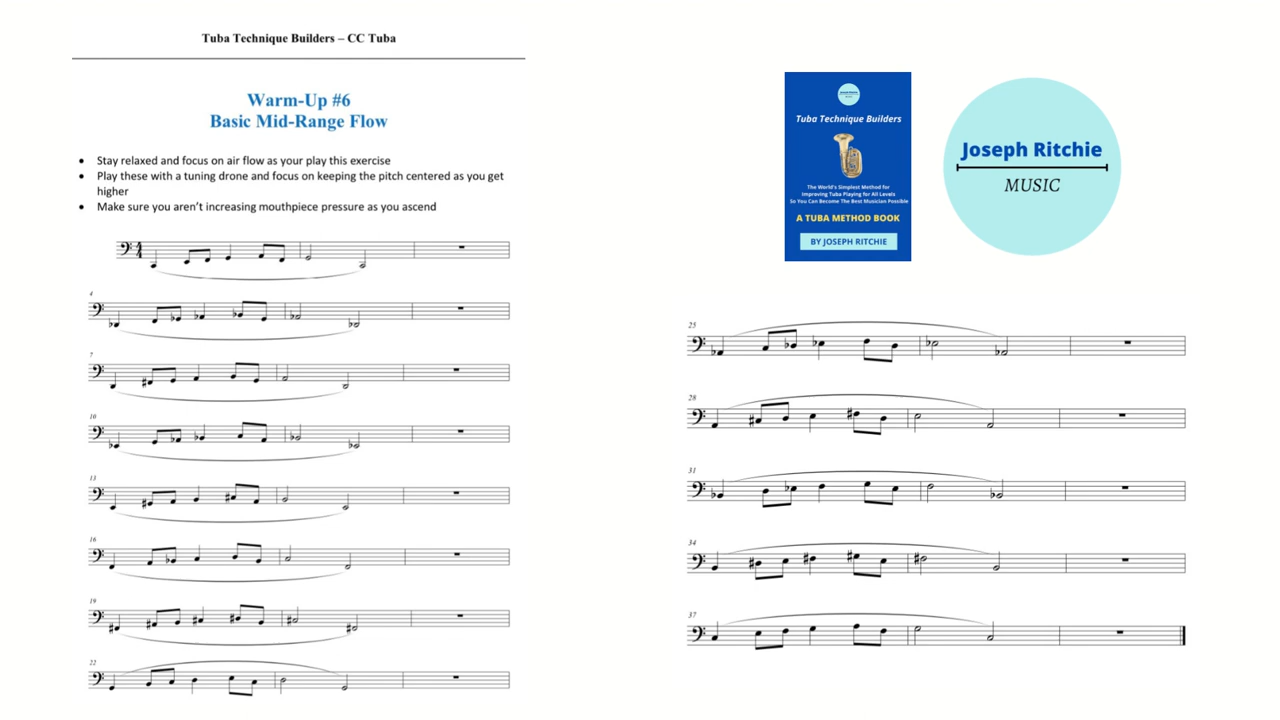 Tuba Technique Builders – CC Tuba
Warm-Up #6
Basic Mid-Range Flow
• Stay relaxed and focus on air flow as your play this exercise
• Play these with a tuning drone and focus on keeping the pitch centered as you get
higher
• Make sure you aren't increasing mouthpiece pressure as you ascend
4
7
10
13
16
19
22
Joseph Ritchie
MUSIC
Tuba Technique Builders
The World's Simplest Method for
Improving Tuba Playing for All Levels
So You Can Become The Best Musician Possible
A TUBA METHOD BOOK
BY JOSEPH RITCHIE
Joseph Ritchie
MUSIC
25
28
31
34
37